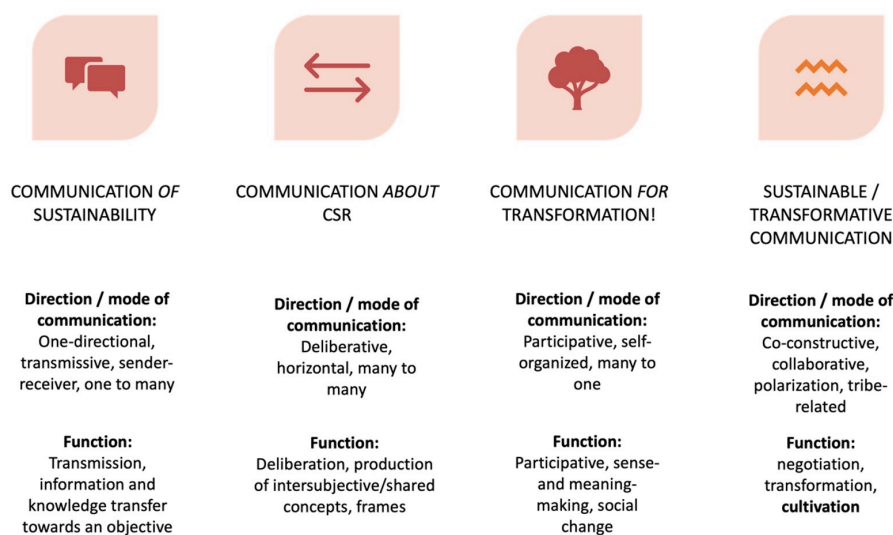 COMMUNICATION OF
SUSTAINABILITY
Direction / mode of
communication:
One-directional,
transmissive, sender-
receiver, one to many
Function:
Transmission,
information and
knowledge transfer
towards an objective
COMMUNICATION ABOUT
CSR
Direction / mode of
communication:
Deliberative,
horizontal, many to
many
Function:
Deliberation, production
of intersubjective/shared
concepts, frames
COMMUNICATION FOR
TRANSFORMATION!
Direction / mode of
communication:
Participative, self-
organized, many to
one
Function:
Participative, sense-
and meaning-
making, social
change
SUSTAINABLE /
TRANSFORMATIVE
COMMUNICATION
Direction / mode of
communication:
Co-constructive,
collaborative,
polarization, tribe-
related
Function:
negotiation,
transformation,
cultivation